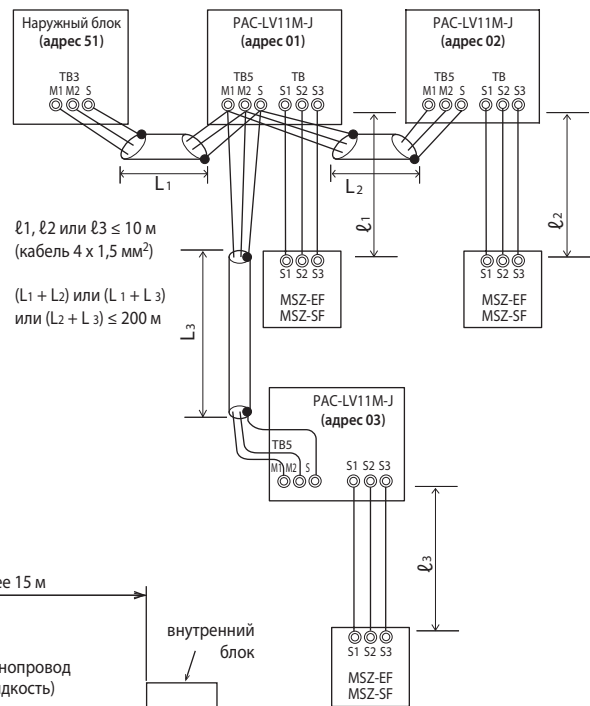 Наружный блок
(адрес 51)
TB3
M1 M2 S
PAC-LV11M-J
(адрес 01)
TB5 TB
M1 M2 S S1 S2 S3
PAC-LV11M-J
(адрес 02)
TB5 TB
M1 M2 S S1 S2 S3
L1
L2
ℓ1
ℓ2
ℓ1, ℓ2 или ℓ3 ≤ 10 м
(кабель 4 x 1,5 мм²)
(L1 + L2) или (L 1 + L 3)
или (L2 + L 3) ≤ 200 м
S1 S2 S3
MSZ-EF
MSZ-SF
S1 S2 S3
MSZ-EF
MSZ-SF
L3
PAC-LV11M-J
(адрес 03)
TB5
M1 M2 S S1 S2 S3
ℓ3
15 м
внутренний
блок
S1 S2 S3
MSZ-EF
MSZ-SF